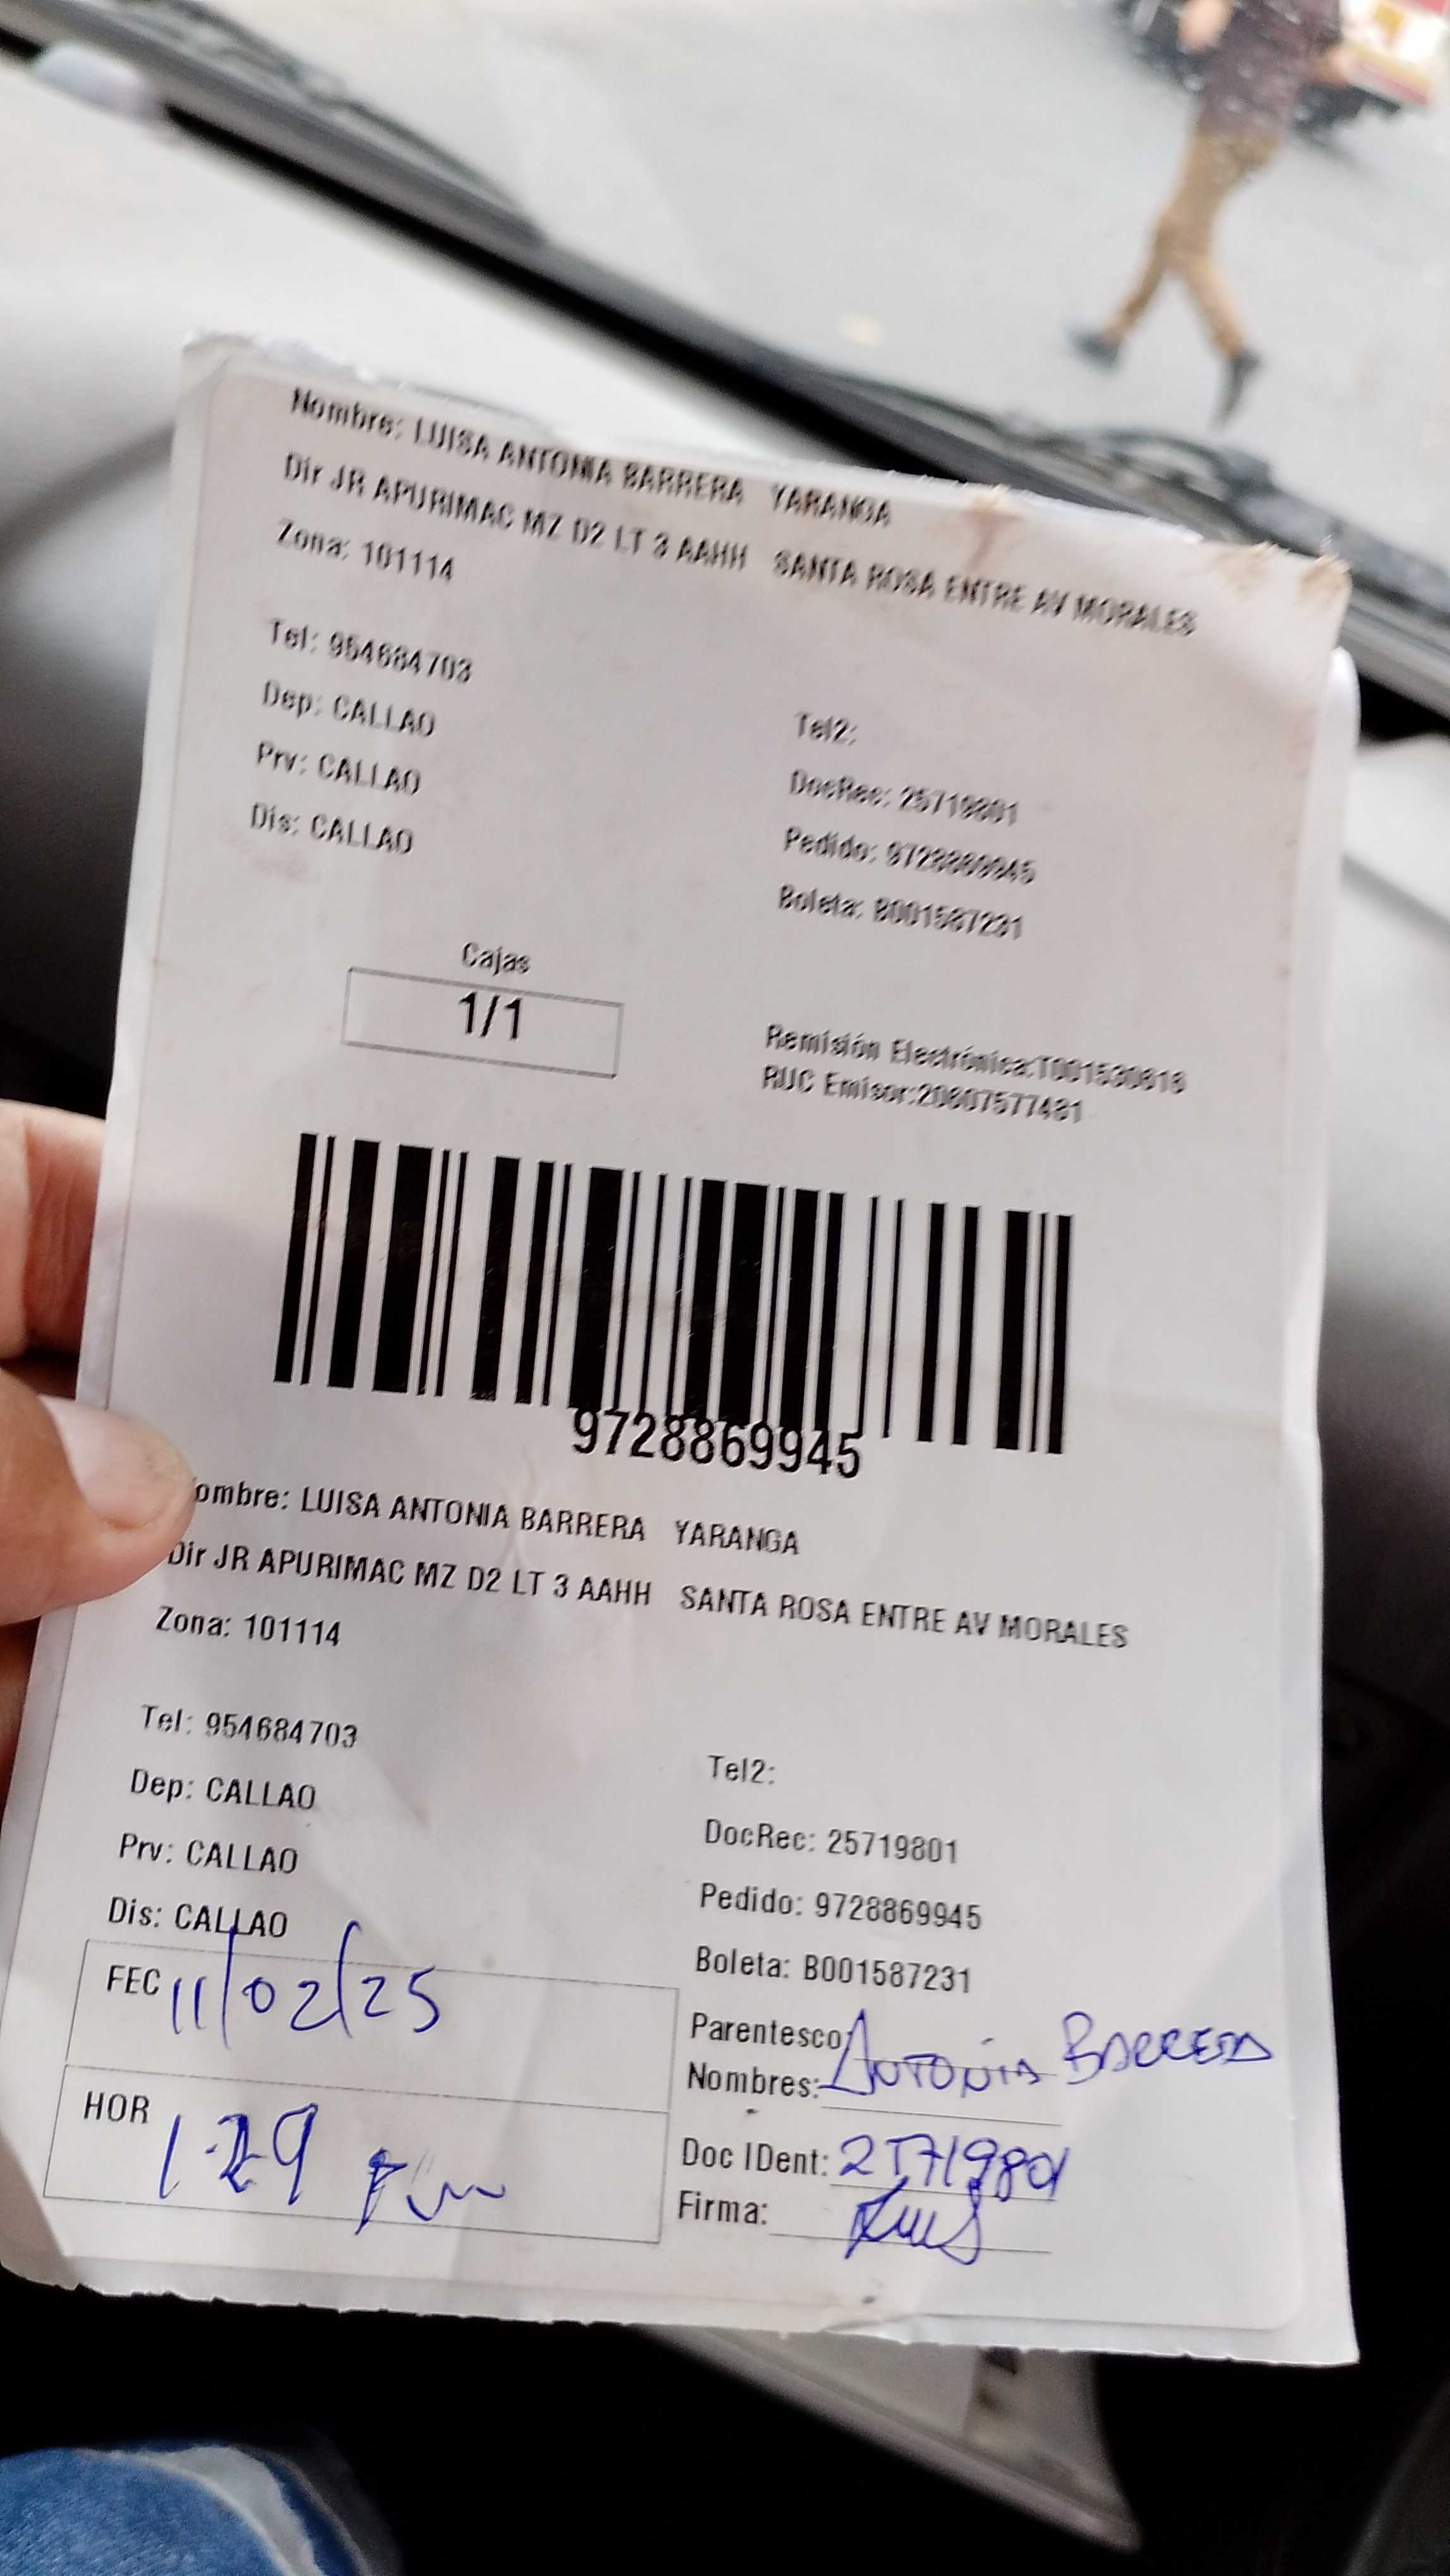 Nombre: LUISA ANTONIA BARRERA YARANGA
Dir JR APURIMAC MZ D2 LT 3 AAHH SANTA ROSA ENTRE AV MORALES
Zona: 101114
Tel: 954684703
Tel2:
Dep: CALLAO
DocRec: 25719801
Prv: CALLAO
Pedido: 9728869945
Dis: CALLAO
Boleta: B001587231
Cajas
1/1
Remisión Electrónica:T001530818
RUC Emisor:20607577481
9728869945
ombre: LUISA ANTONIA BARRERA YARANGA
Dir JR APURIMAC MZ D2 LT 3 AAHH SANTA ROSA ENTRE AV MORALES
Zona: 101114
Tel: 954684703
Tel2:
Dep: CALLAO
DocRec: 25719801
Prv: CALLAO
Pedido: 9728869945
Dis: CALLAO
Boleta: B001587231
FEC 11/02/25
Parentesco:
Nombres: ANTONIA BARRERA
HOR 1:29 pm
Doc IDent: 25719801
Firma: